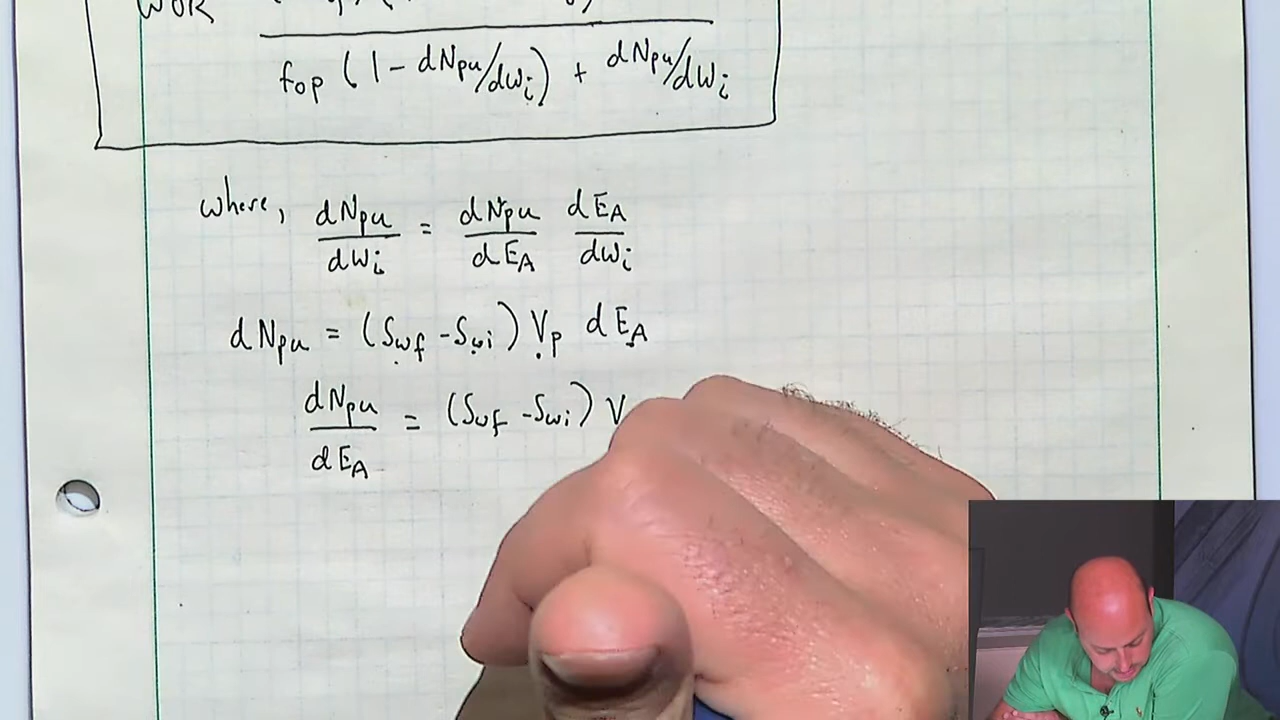 WOR
fop (1 - dNpu/dWi) + dNpu/dWi
where, dNpu/dWi = dNpu/dEA dEA/dWi
dNpu = (Swf - Swi) Vp dEA
dNpu/dEA = (Swf - Swi) V